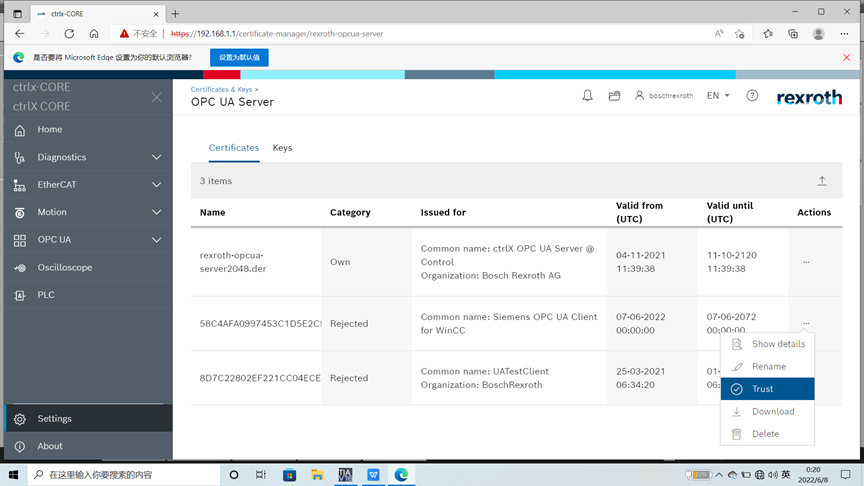 ctrlx-CORE
不安全
https://192.168.1.1/certificate-manager/rexroth-opcua-server
是否要将 Microsoft Edge 设置为你的默认浏览器?
设置为默认值
ctrlx-CORE
ctrlX CORE
Home
Diagnostics
EtherCAT
Motion
OPC UA
Oscilloscope
PLC
Settings
About
Certificates & Keys >
OPC UA Server
boschrexroth
EN
rexroth
Certificates
Keys
3 items
Name
Category
Issued for
Valid from
(UTC)
Valid until
(UTC)
Actions
rexroth-opcua-
server2048.der
Own
Common name: ctrlX OPC UA Server @
Control
Organization: Bosch Rexroth AG
04-11-2021
11:39:38
11-10-2120
11:39:38
...
58C4AFA0997453C1D5E2C
Rejected
Common name: Siemens OPC UA Client
for WinCC
07-06-2022
00:00:00
07-06-2072
00:00:00
...
8D7C22802EF221CC04ECE
Rejected
Common name: UATestClient
Organization: BoschRexroth
25-03-2021
06:34:20
01-
06:
Show details
Rename
Trust
Download
Delete
在这里输入你要搜索的内容
英
0:20
2022/6/8